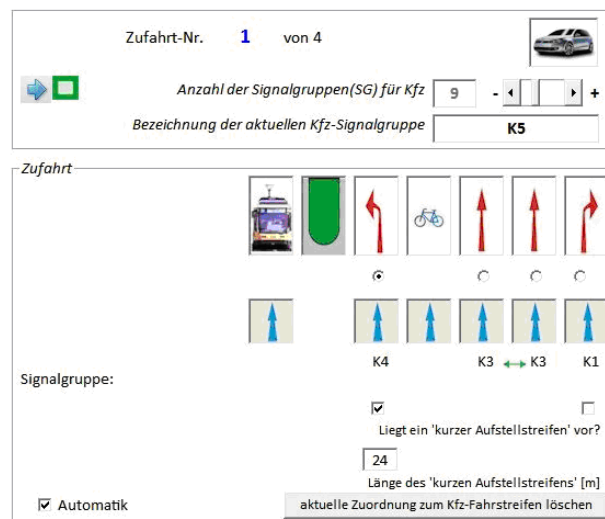 Zufahrt-Nr. 1 von 4
Anzahl der Signalgruppen(SG) für Kfz 9 - +
Bezeichnung der aktuellen Kfz-Signalgruppe K5
Zufahrt
K4 K3 K3 K1
Signalgruppe:
Liegt ein 'kurzer Aufstellstreifen' vor?
24
Länge des 'kurzen Aufstellstreifens' [m]
Automatik aktuelle Zuordnung zum Kfz-Fahrstreifen löschen